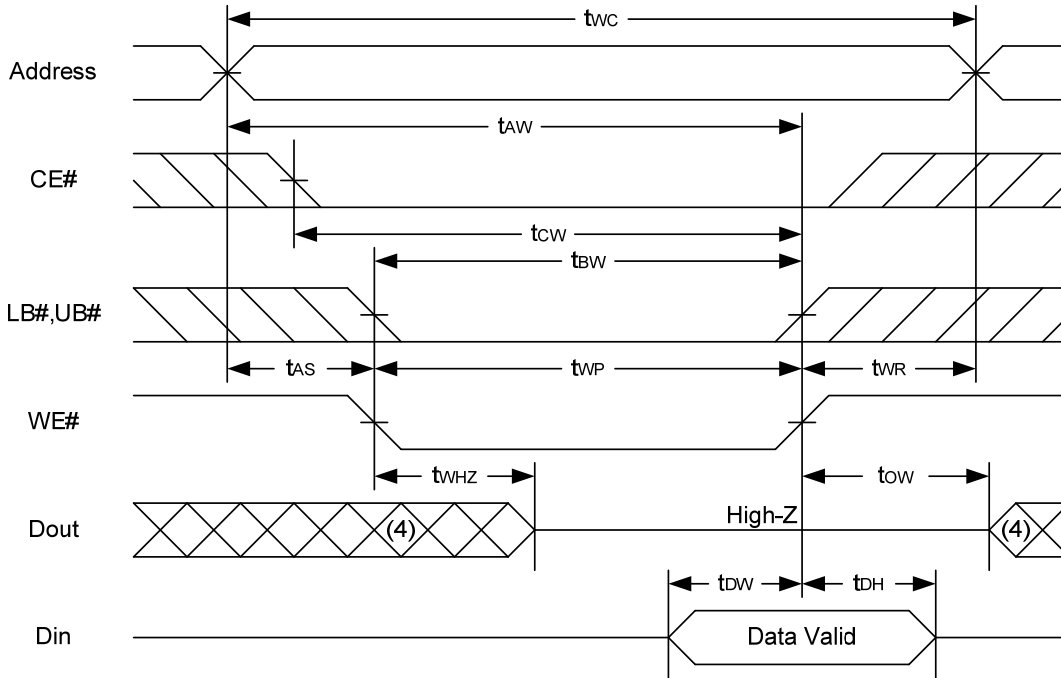 tWC
Address
tAW
CE#
tCW
tBW
LB#,UB#
tAS tWP tWR
WE#
tWHZ tOW
High-Z
Dout (4) (4)
tDW tDH
Din Data Valid